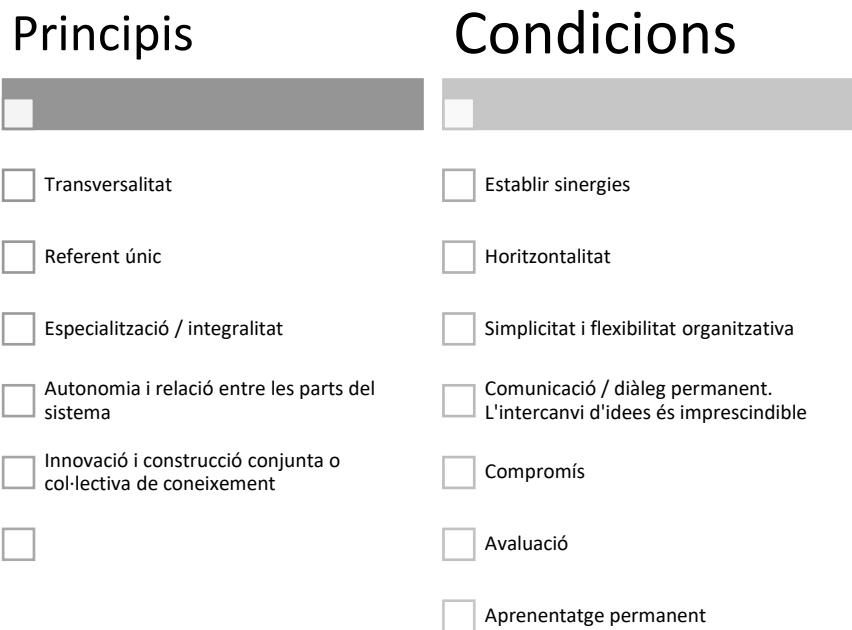 Principis
Transversalitat
Referent únic
Especialització / integralitat
Autonomia i relació entre les parts del
sistema
Innovació i construcció conjunta o
col·lectiva de coneixement
Condicions
Establir sinergies
Horitzontalitat
Simplicitat i flexibilitat organitzativa
Comunicació / diàleg permanent.
L'intercanvi d'idees és imprescindible
Compromís
Avaluació
Aprenentatge permanent